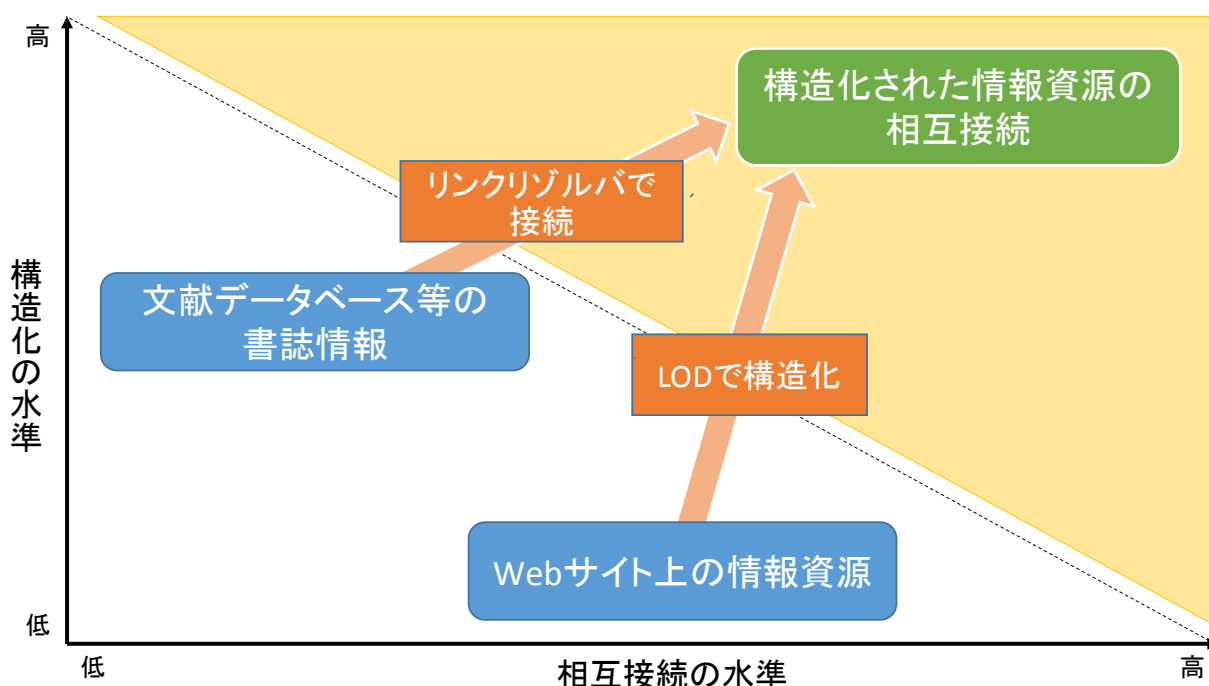 高
構造化された情報資源の
相互接続
リンクリゾルバで
接続
文献データベース等の
書誌情報
構造化の水準
LODで構造化
Webサイト上の情報資源
低
低
相互接続の水準
高